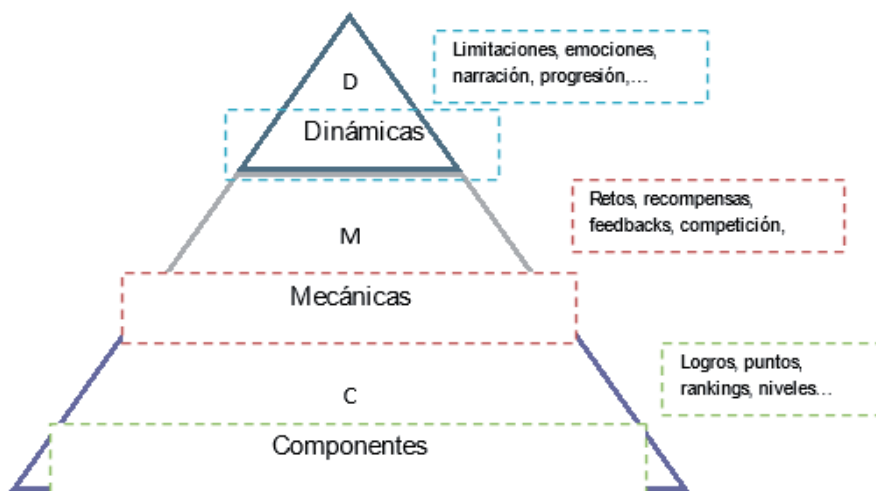 D
Dinámicas
Limitaciones, emociones,
narración, progresión,...
M
Mecánicas
Retos, recompensas,
feedbacks, competición,
C
Componentes
Logros, puntos,
rankings, niveles...